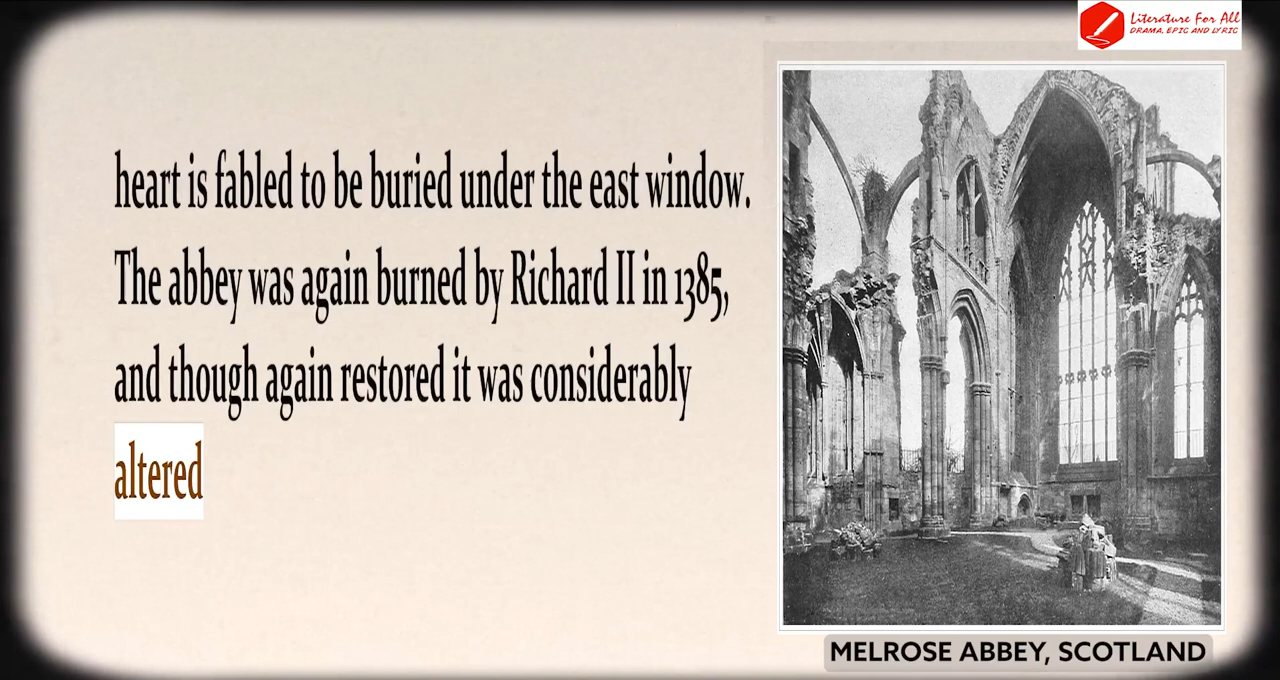 Literature For All
DRAMA, EPIC AND LYRIC
heart is fabled to be buried under the east window.
The abbey was again burned by Richard II in 1385,
and though again restored it was considerably
altered
MELROSE ABBEY, SCOTLAND